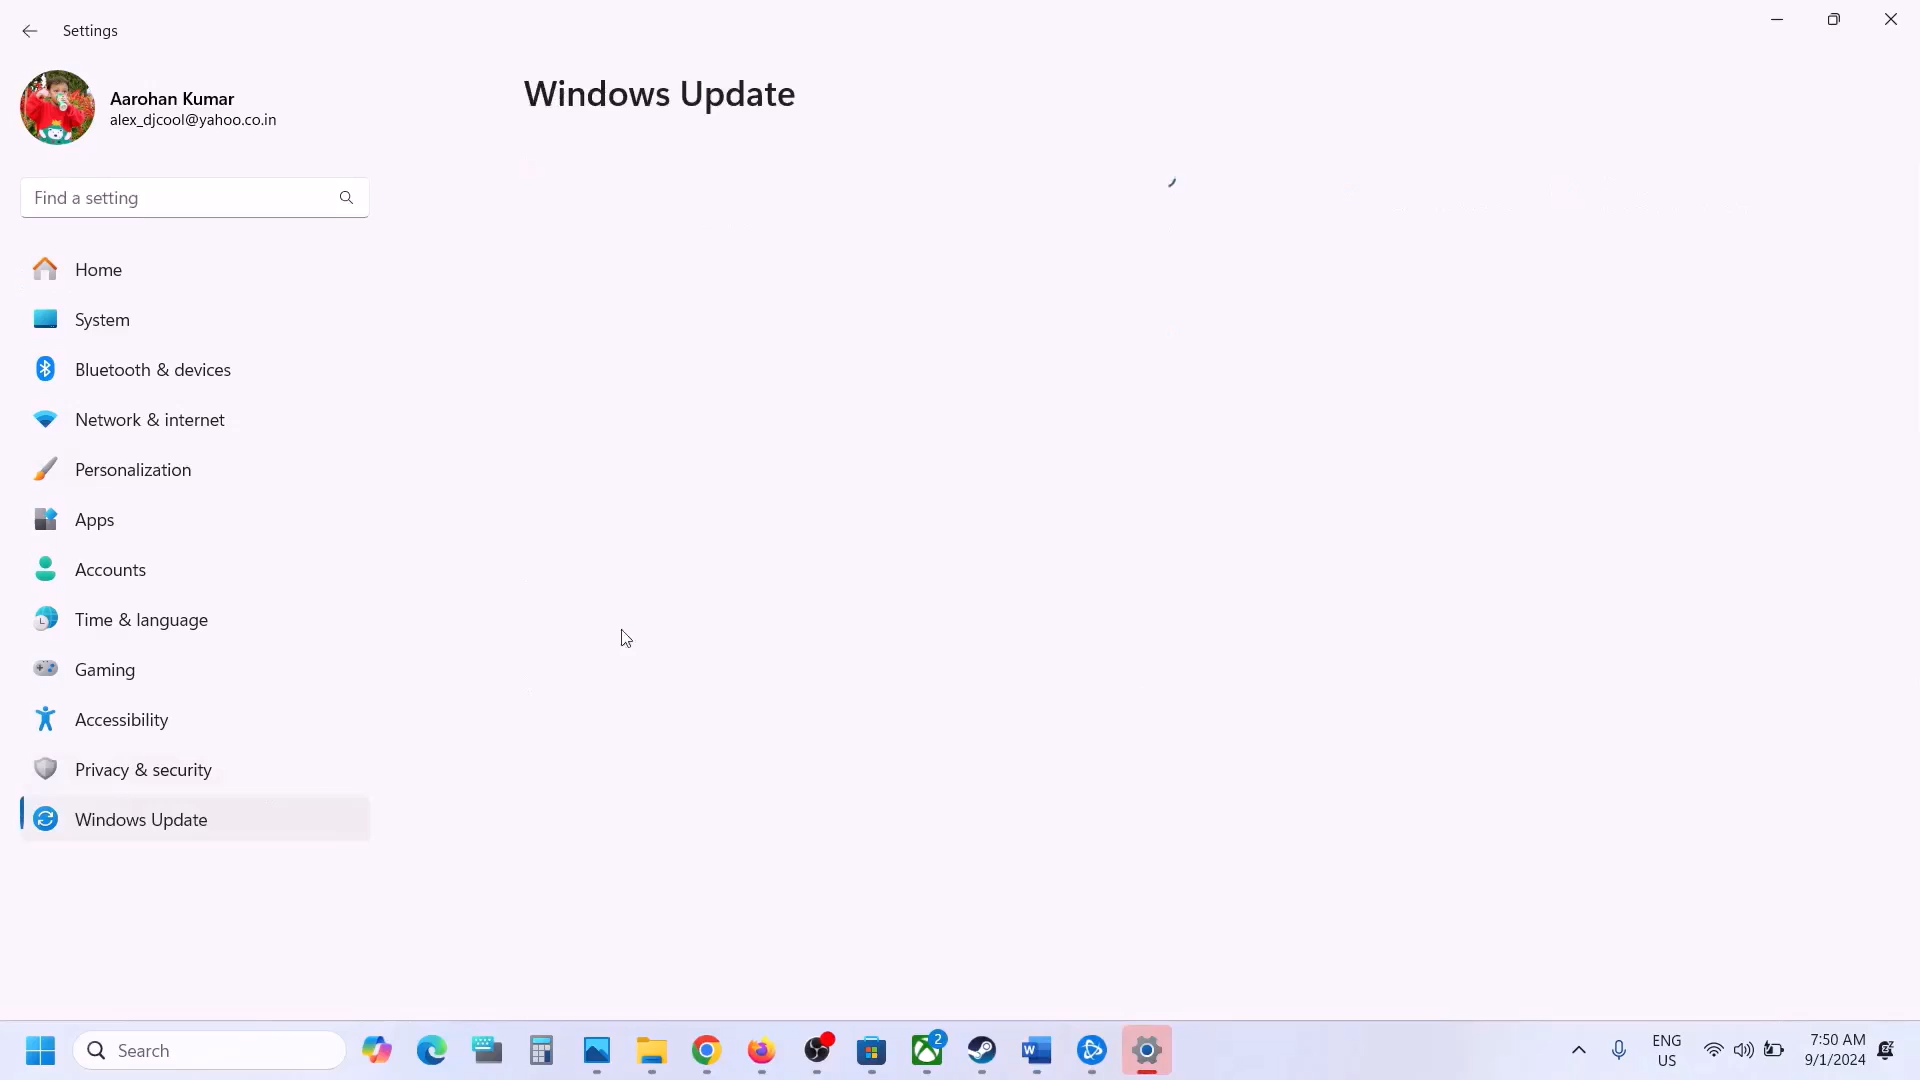 Settings
Aarohan Kumar
alex_djcool@yahoo.co.in
Windows Update
Find a setting
Home
System
Bluetooth & devices
Network & internet
Personalization
Apps
Accounts
Time & language
Gaming
Accessibility
Privacy & security
Windows Update
Search
2
ENG
US
7:50 AM
9/1/2024